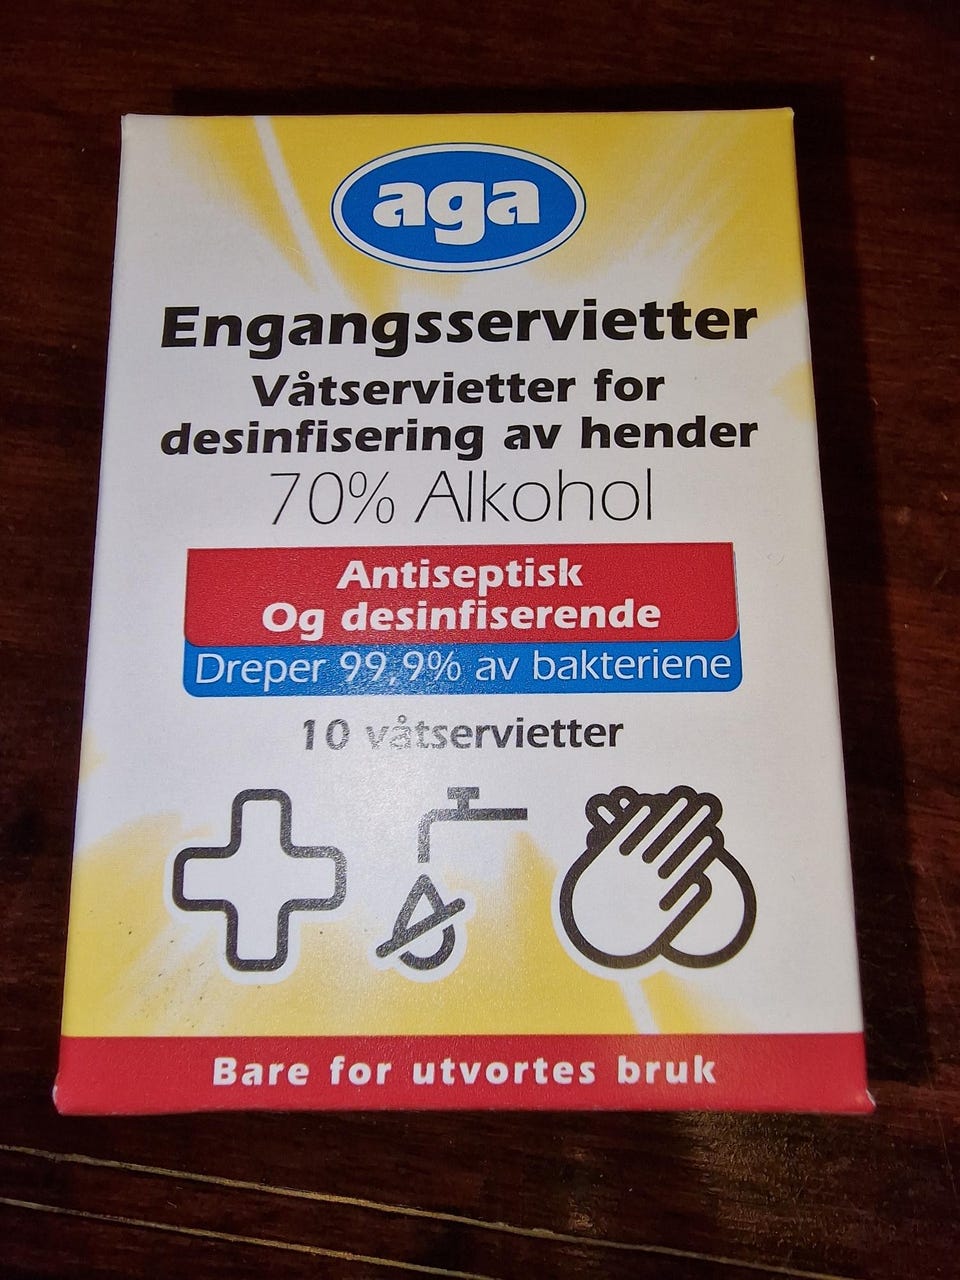 aga
Engangsservietter
Våtservietter for
desinfisering av hender
70% Alkohol
Antiseptisk
Og desinfiserende
Dreper 99,9% av bakteriene
10 våtservietter
Bare for utvortes bruk